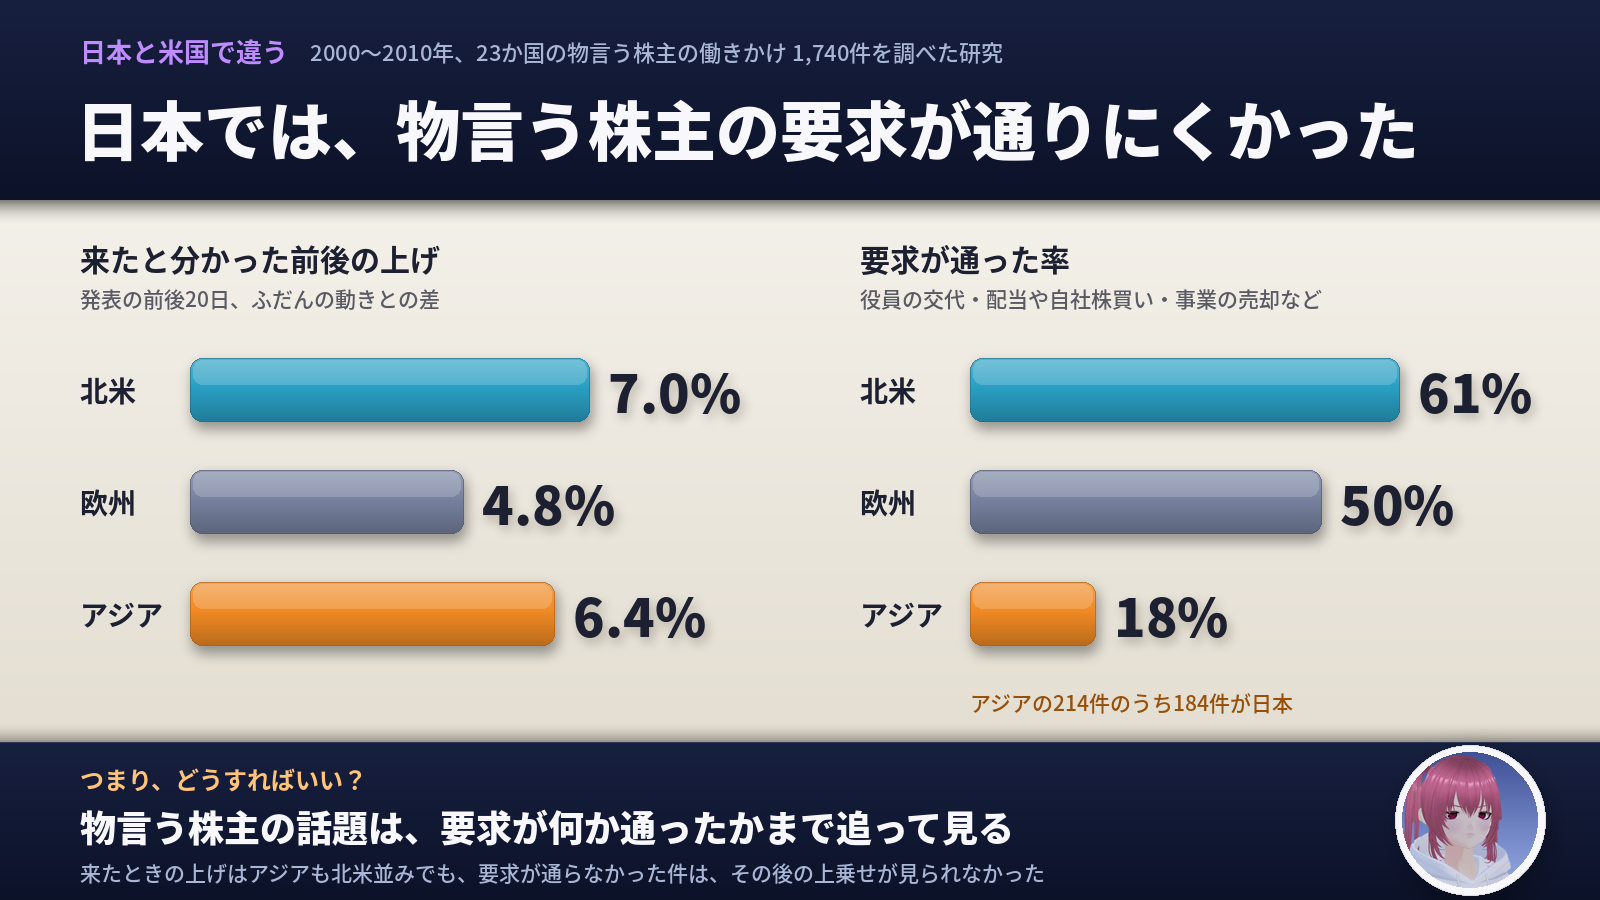 日本と米国で違う 2000〜2010年、23か国の物言う株主の働きかけ 1,740件を調べた研究
日本では、物言う株主の要求が通りにくかった
来たと分かった前後の上げ
発表の前後20日、ふだんの動きとの差
北米 7.0%
欧州 4.8%
アジア 6.4%
要求が通った率
役員の交代・配当や自社株買い・事業の売却など
北米 61%
欧州 50%
アジア 18%
アジアの214件のうち184件が日本
つまり、どうすればいい？
物言う株主の話題は、要求が何か通ったかまで追って見る
来たときの上げはアジアも北米並みでも、要求が通らなかった件は、その後の上乗せが見られなかった